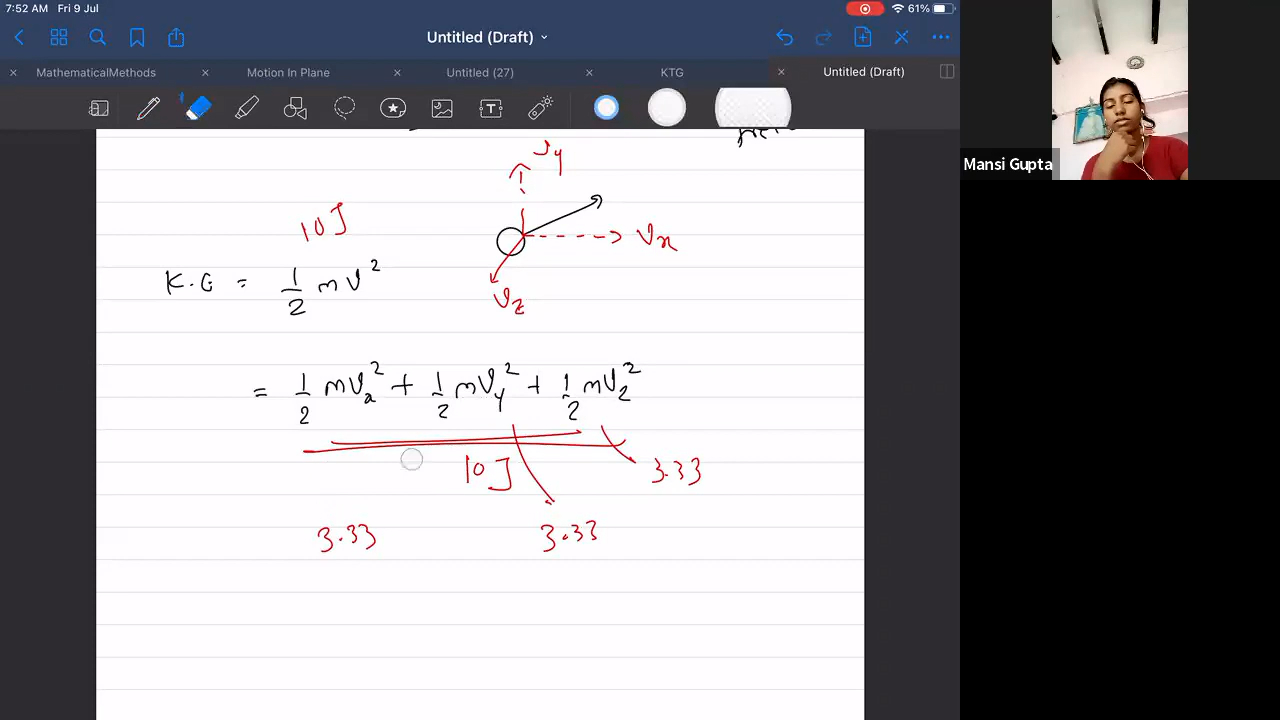 7:52 AM Fri 9 Jul
61%
Untitled (Draft)
MathematicalMethods
Motion In Plane
Untitled (27)
KTG
Untitled (Draft)
Mansi Gupta
Vy
10 J
Vx
K.E = 1/2 mV²
Vz
= 1/2 mVx² + 1/2 mVy² + 1/2 mVz²
10 J
3.33
3.33
3.33